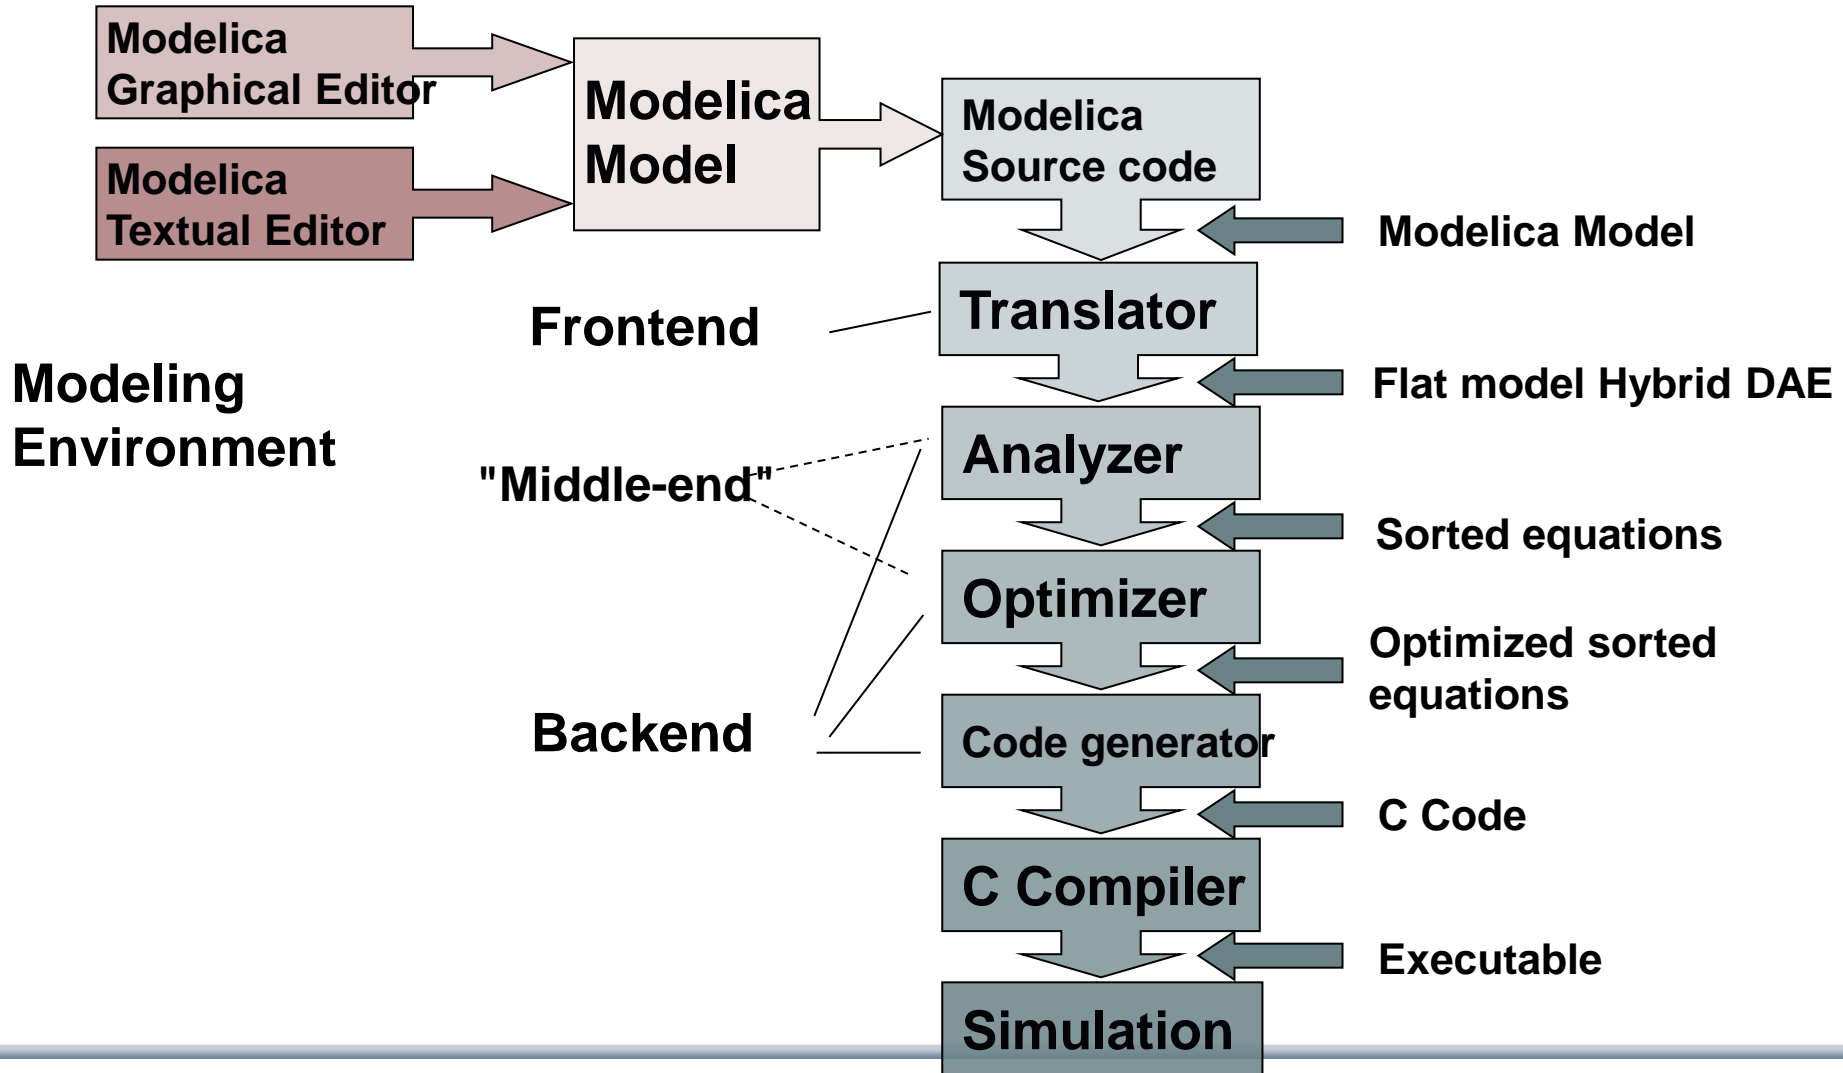 Modelica
Graphical Editor
Modelica
Textual Editor
Modelica
Model
Modelica
Source code
Modelica Model
Translator
Frontend
Flat model Hybrid DAE
Modeling
Environment
Analyzer
"Middle-end"
Sorted equations
Optimizer
Optimized sorted
equations
Backend
Code generator
C Code
C Compiler
Executable
Simulation